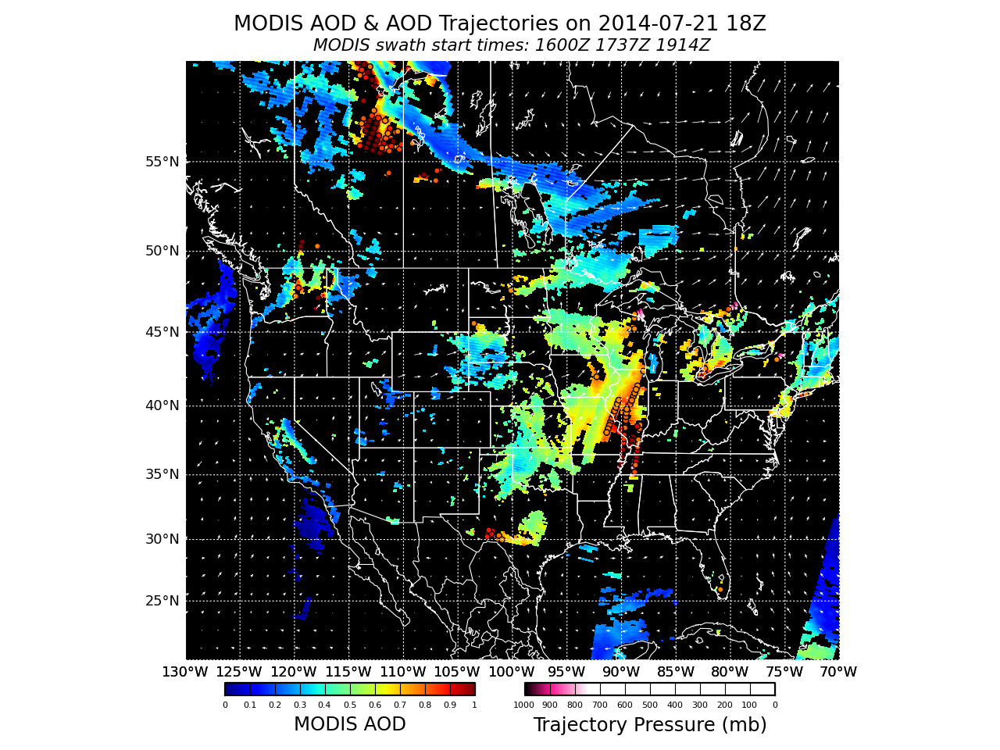 MODIS AOD & AOD Trajectories on 2014-07-21 18Z
MODIS swath start times: 1600Z 1737Z 1914Z
55°N
50°N
45°N
40°N
35°N
30°N
25°N
130°W 125°W 120°W 115°W 110°W 105°W 100°W 95°W 90°W 85°W 80°W 75°W 70°W
0 0.1 0.2 0.3 0.4 0.5 0.6 0.7 0.8 0.9 1
1000 900 800 700 600 500 400 300 200 100 0
MODIS AOD
Trajectory Pressure (mb)